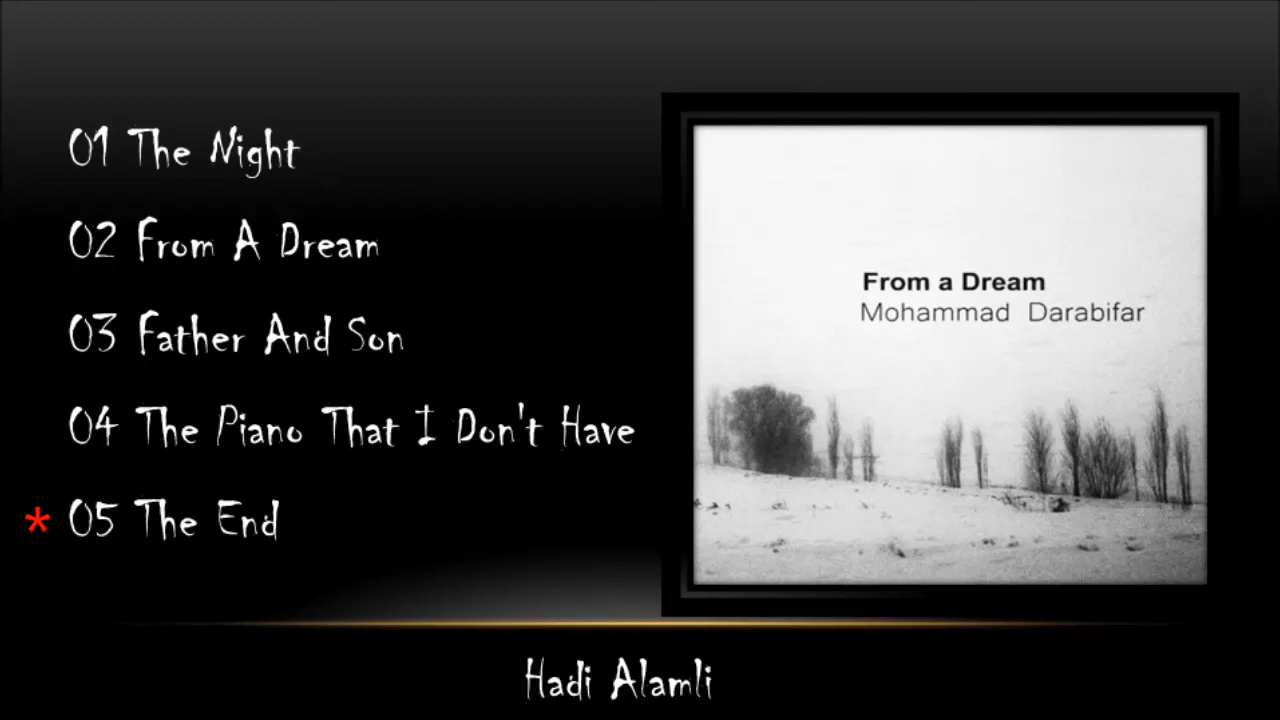 01 The Night
02 From A Dream
03 Father And Son
04 The Piano That I Don't Have
* 05 The End
From a Dream
Mohammad Darabifar
Hadi Alamli